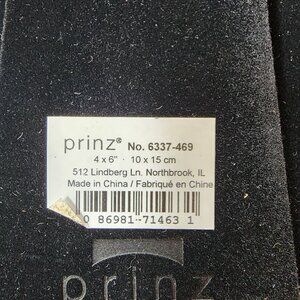 prinz® No. 6337-469
4 x 6" · 10 x 15 cm
512 Lindberg Ln. Northbrook, IL
Made in China / Fabriqué en Chine
0 86981 71463 1
prinz